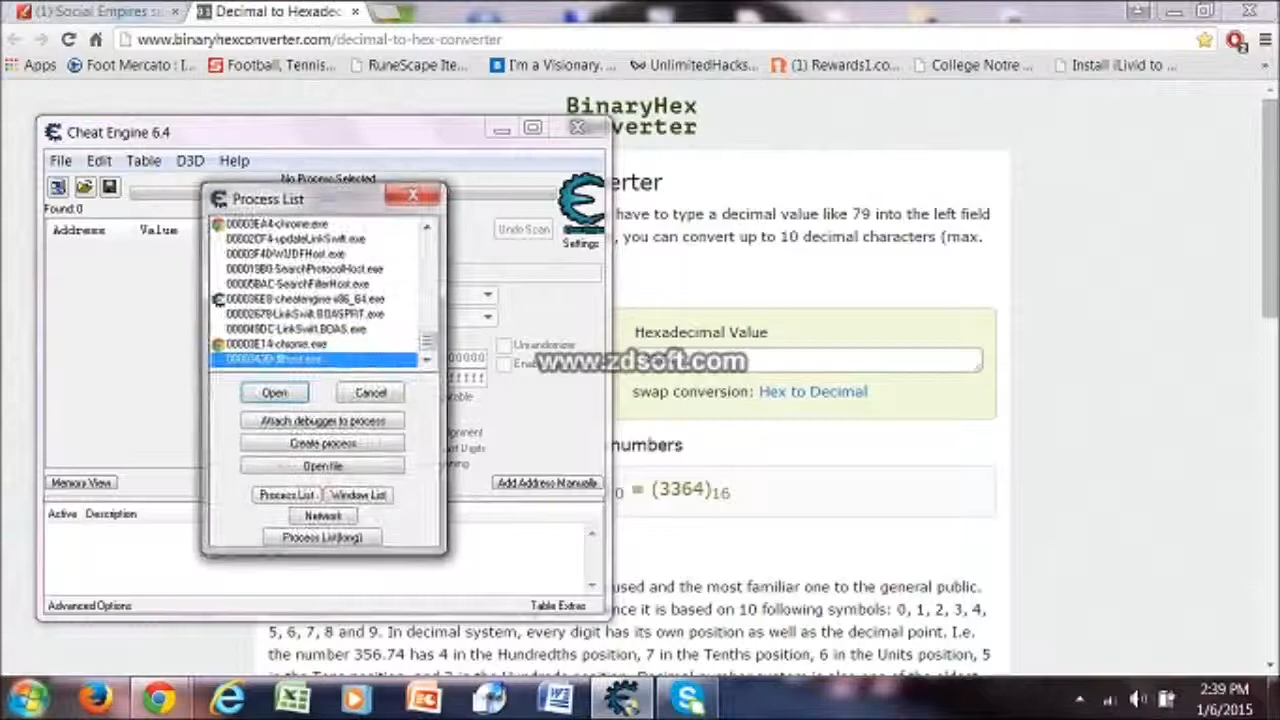 (1) Social Empires s
Decimal to Hexadec
www.binaryhexconverter.com/decimal-to-hex-converter
Apps
Foot Mercato : I...
Football, Tennis...
RuneScape Ite...
I'm a Visionary. ...
UnlimitedHacks...
(1) Rewards1.co...
College Notre ...
Install iLivid to ...
BinaryHex
verter
Cheat Engine 6.4
File Edit Table D3D Help
No Process Selected
Found:0
Address Value
Undo Scan
Settings
Process List
00003EA4-chrome.exe
00002CF4-updateLinkSwift.exe
00003F40-WUDFHost.exe
000019B0-SearchProtocolHost.exe
00005BAC-SearchFilterHost.exe
00003EE8-cheatengine-x86_64.exe
00002678-LinkSwift.BOASPRT.exe
000049DC-LinkSwift.BOAS.exe
00003E14-chrome.exe
Open Cancel
Attach debugger to process
Create process
Open file
Process List Window List
Network
Process List(long)
Unrandomizer
Memory View
Add Address Manually
Active Description
Advanced Options
Table Extras
erter
have to type a decimal value like 79 into the left field
, you can convert up to 10 decimal characters (max.
Hexadecimal Value
www.zdsoft.com
swap conversion: Hex to Decimal
numbers
0 = (3364)16
used and the most familiar one to the general public.
nce it is based on 10 following symbols: 0, 1, 2, 3, 4,
5, 6, 7, 8 and 9. In decimal system, every digit has its own position as well as the decimal point. I.e.
the number 356.74 has 4 in the Hundredths position, 7 in the Tenths position, 6 in the Units position, 5
2:39 PM
1/6/2015